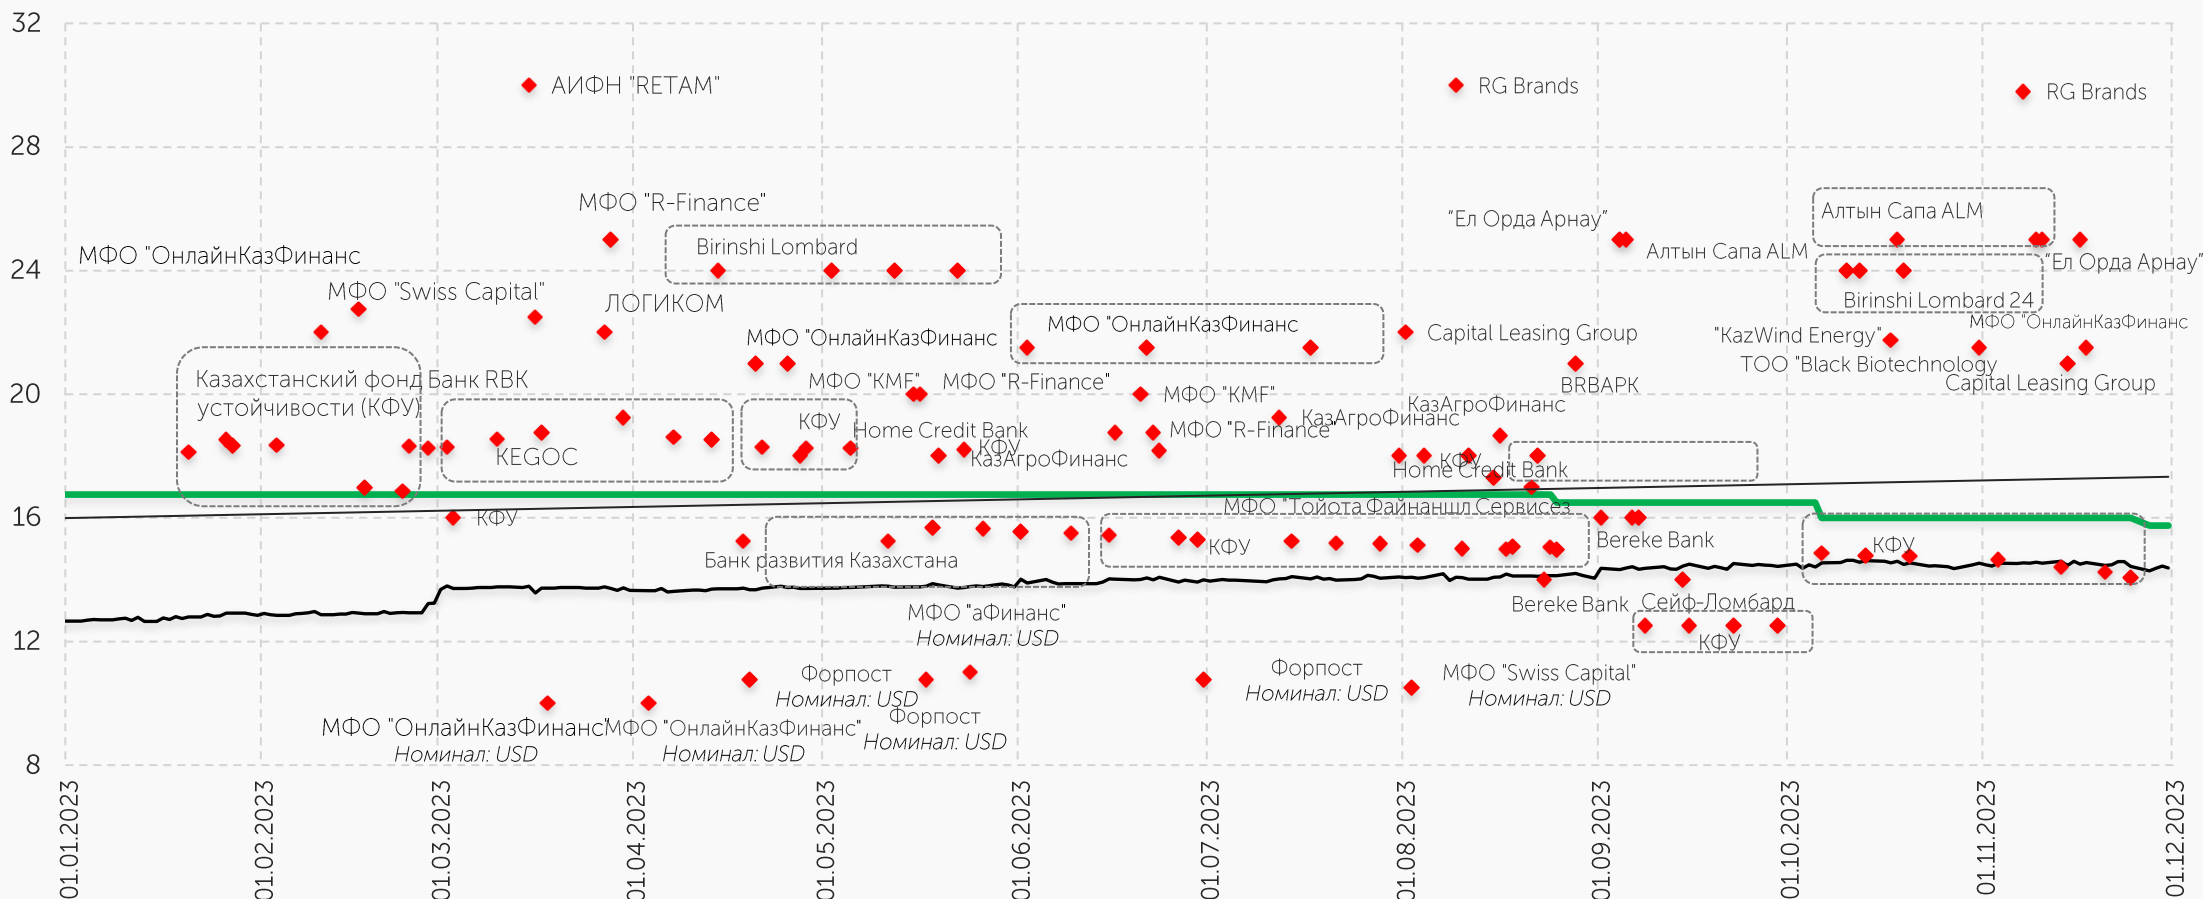 32
АИФН "RETAM"
RG Brands
RG Brands
28
МФО "R-Finance"
"Ел Орда Арнау"
Алтын Сапа ALM
МФО "ОнлайнКазФинанс
Birinshi Lombard
Алтын Сапа ALM
24
"Ел Орда Арнау"
МФО "Swiss Capital"
ЛОГИКОМ
Birinshi Lombard 24
МФО "ОнлайнКазФинанс
МФО "ОнлайнКазФинанс
МФО "ОнлайнКазФинанс
Capital Leasing Group
"KazWind Energy"
ТОО "Black Biotechnology
Казахстанский фонд
устойчивости (КФУ)
Банк RBK
МФО "KMF"
МФО "R-Finance"
BRBАРК
Capital Leasing Group
20
МФО "KMF"
КазАгроФинанс
КазАгроФинанс
КФУ
Home Credit Bank
МФО "R-Finance"
КФУ
КазАгроФинанс
KEGOC
КФУ
Home Credit Bank
МФО "Тойота Файнаншл Сервисез
16
КФУ
Банк развития Казахстана
КФУ
Bereke Bank
КФУ
МФО "аФинанс"
Номинал: USD
Bereke Bank
Сейф-Ломбард
12
КФУ
Форпост
Номинал: USD
Форпост
Номинал: USD
МФО "Swiss Capital"
Номинал: USD
МФО "ОнлайнКазФинанс"
Номинал: USD
МФО "ОнлайнКазФинанс"
Номинал: USD
Форпост
Номинал: USD
8
01.01.2023
01.02.2023
01.03.2023
01.04.2023
01.05.2023
01.06.2023
01.07.2023
01.08.2023
01.09.2023
01.10.2023
01.11.2023
01.12.2023